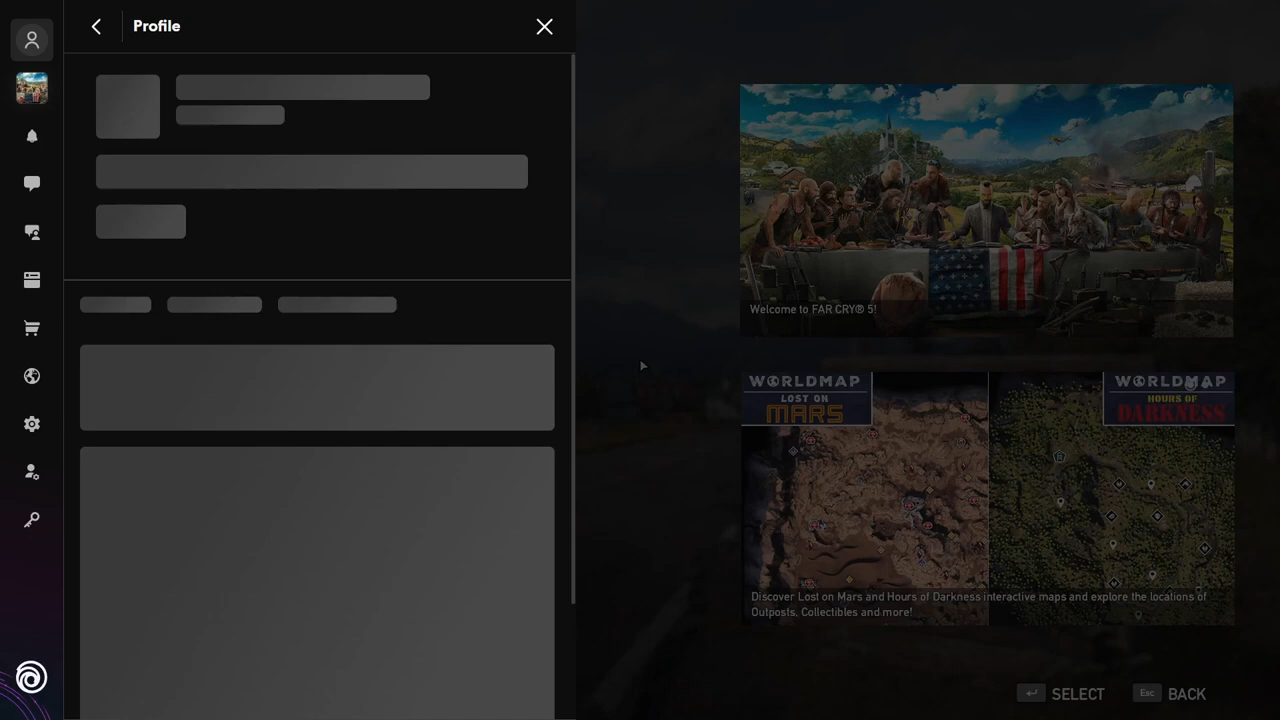 Profile
Welcome to FAR CRY® 5!
WORLDMAP
LOST ON
MARS
WORLDMAP
HOURS OF
DARKNESS
Discover Lost on Mars and Hours of Darkness interactive maps and explore the locations of
Outposts, Collectibles and more!
SELECT
Esc BACK